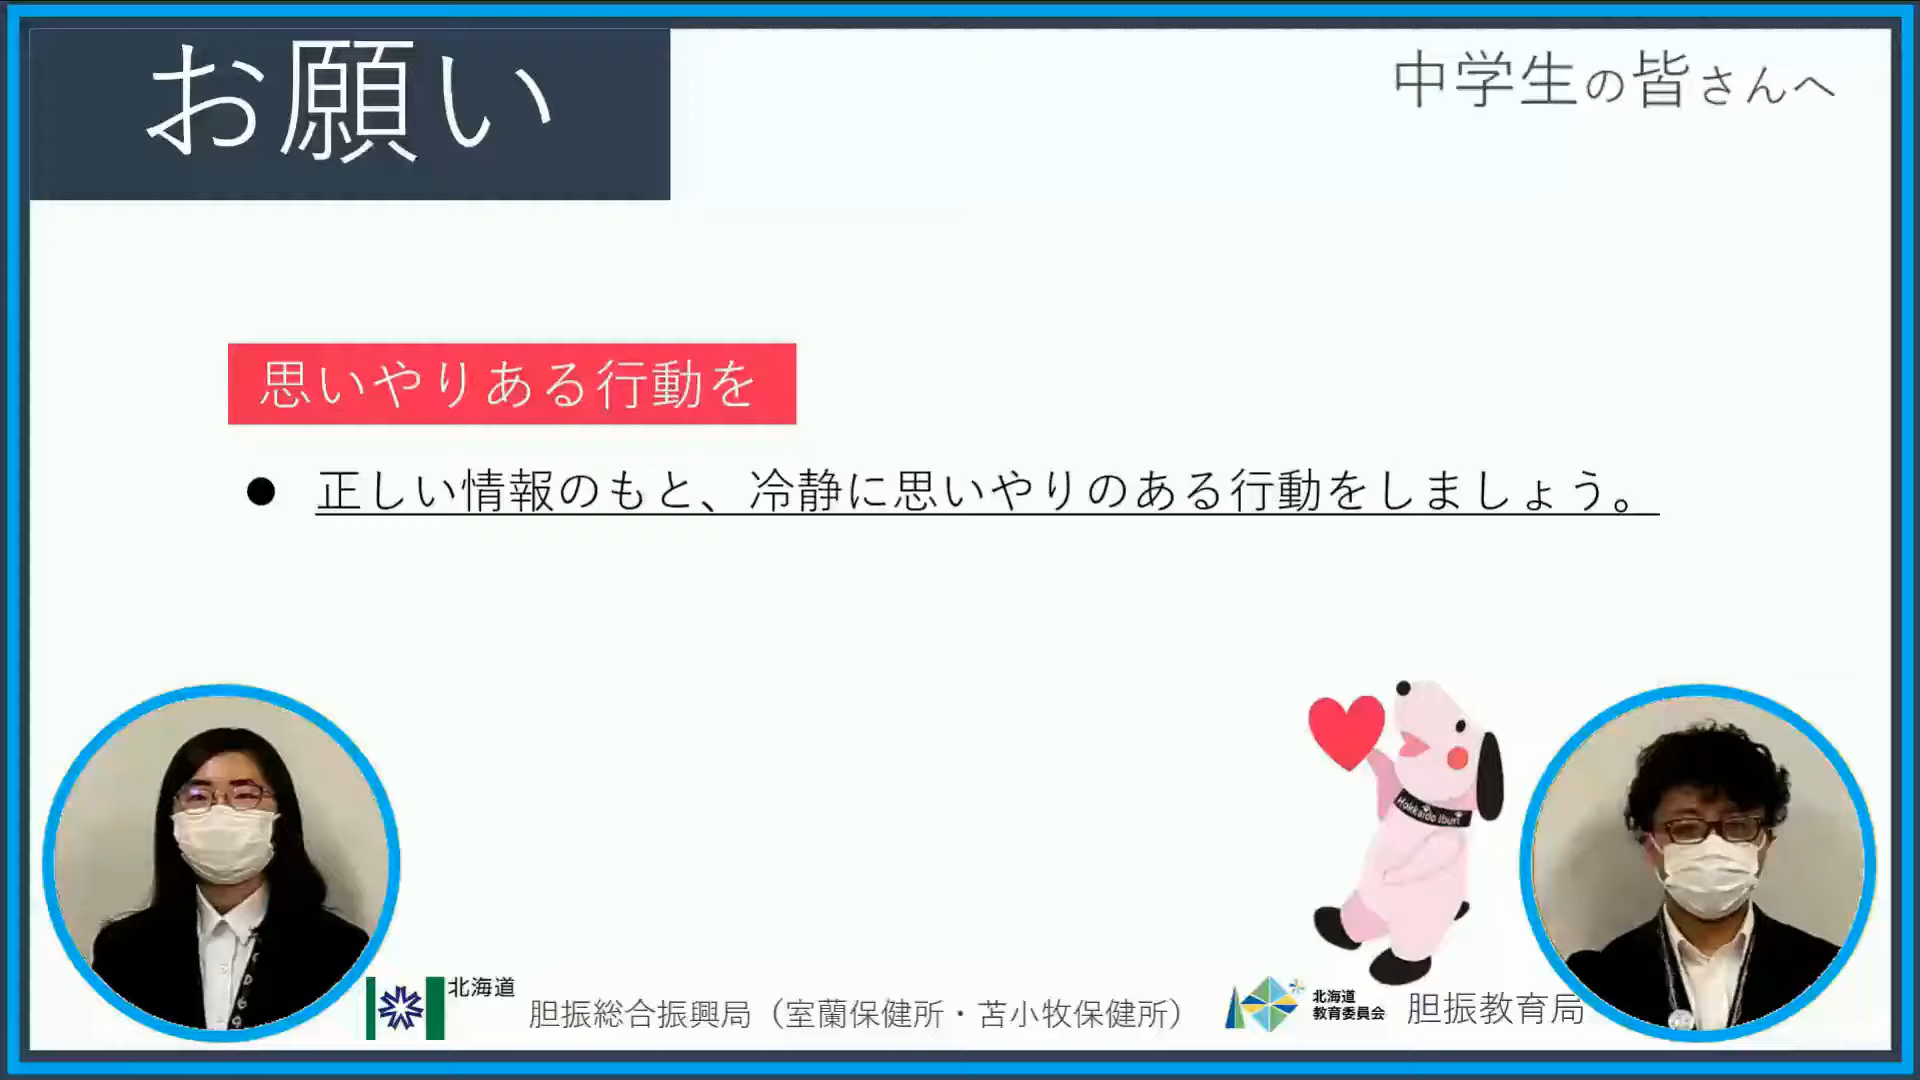 お願い
中学生の皆さんへ
思いやりある行動を
● 正しい情報のもと、冷静に思いやりのある行動をしましょう。
Hokkaido Iburi
北海道
胆振総合振興局（室蘭保健所・苫小牧保健所）
北海道
教育委員会
胆振教育局